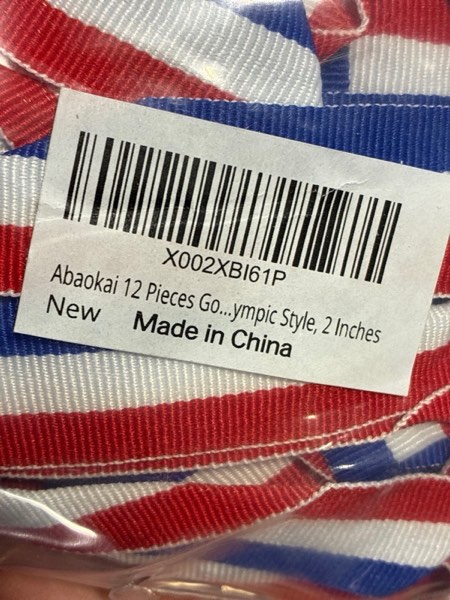 X002XBI61P
Abaokai 12 Pieces Go...ympic Style, 2 Inches
New Made in China